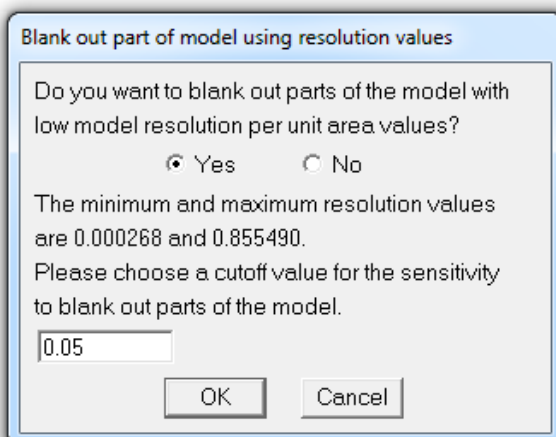 Blank out part of model using resolution values
Do you want to blank out parts of the model with
low model resolution per unit area values?
Yes No
The minimum and maximum resolution values
are 0.000268 and 0.855490.
Please choose a cutoff value for the sensitivity
to blank out parts of the model.
0.05
OK Cancel